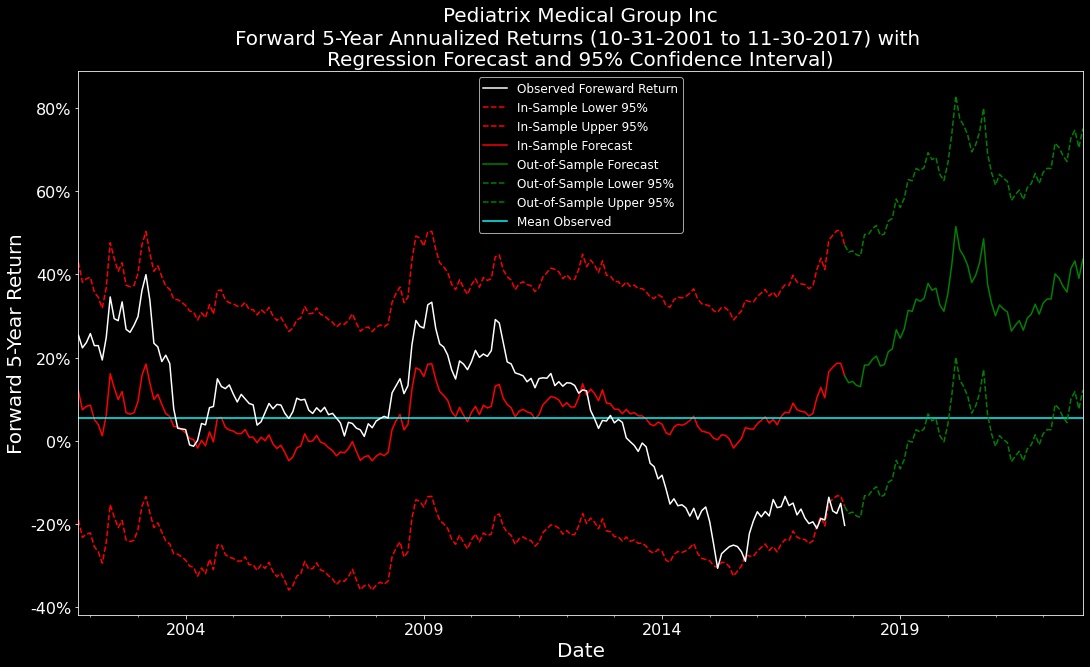 Pediatrix Medical Group Inc
Forward 5-Year Annualized Returns (10-31-2001 to 11-30-2017) with
Regression Forecast and 95% Confidence Interval)
Observed Foreward Return
In-Sample Lower 95%
In-Sample Upper 95%
In-Sample Forecast
Out-of-Sample Forecast
Out-of-Sample Lower 95%
Out-of-Sample Upper 95%
Mean Observed
Forward 5-Year Return
80%
60%
40%
20%
0%
-20%
-40%
2004
2009
2014
2019
Date